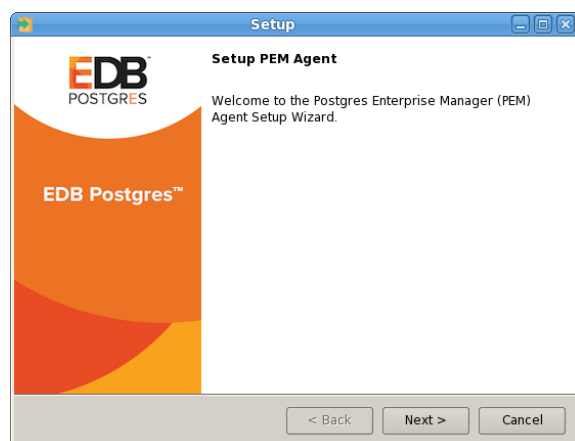 Setup
EDB
POSTGRES
EDB Postgres™
Setup PEM Agent
Welcome to the Postgres Enterprise Manager (PEM)
Agent Setup Wizard.
< Back
Next >
Cancel